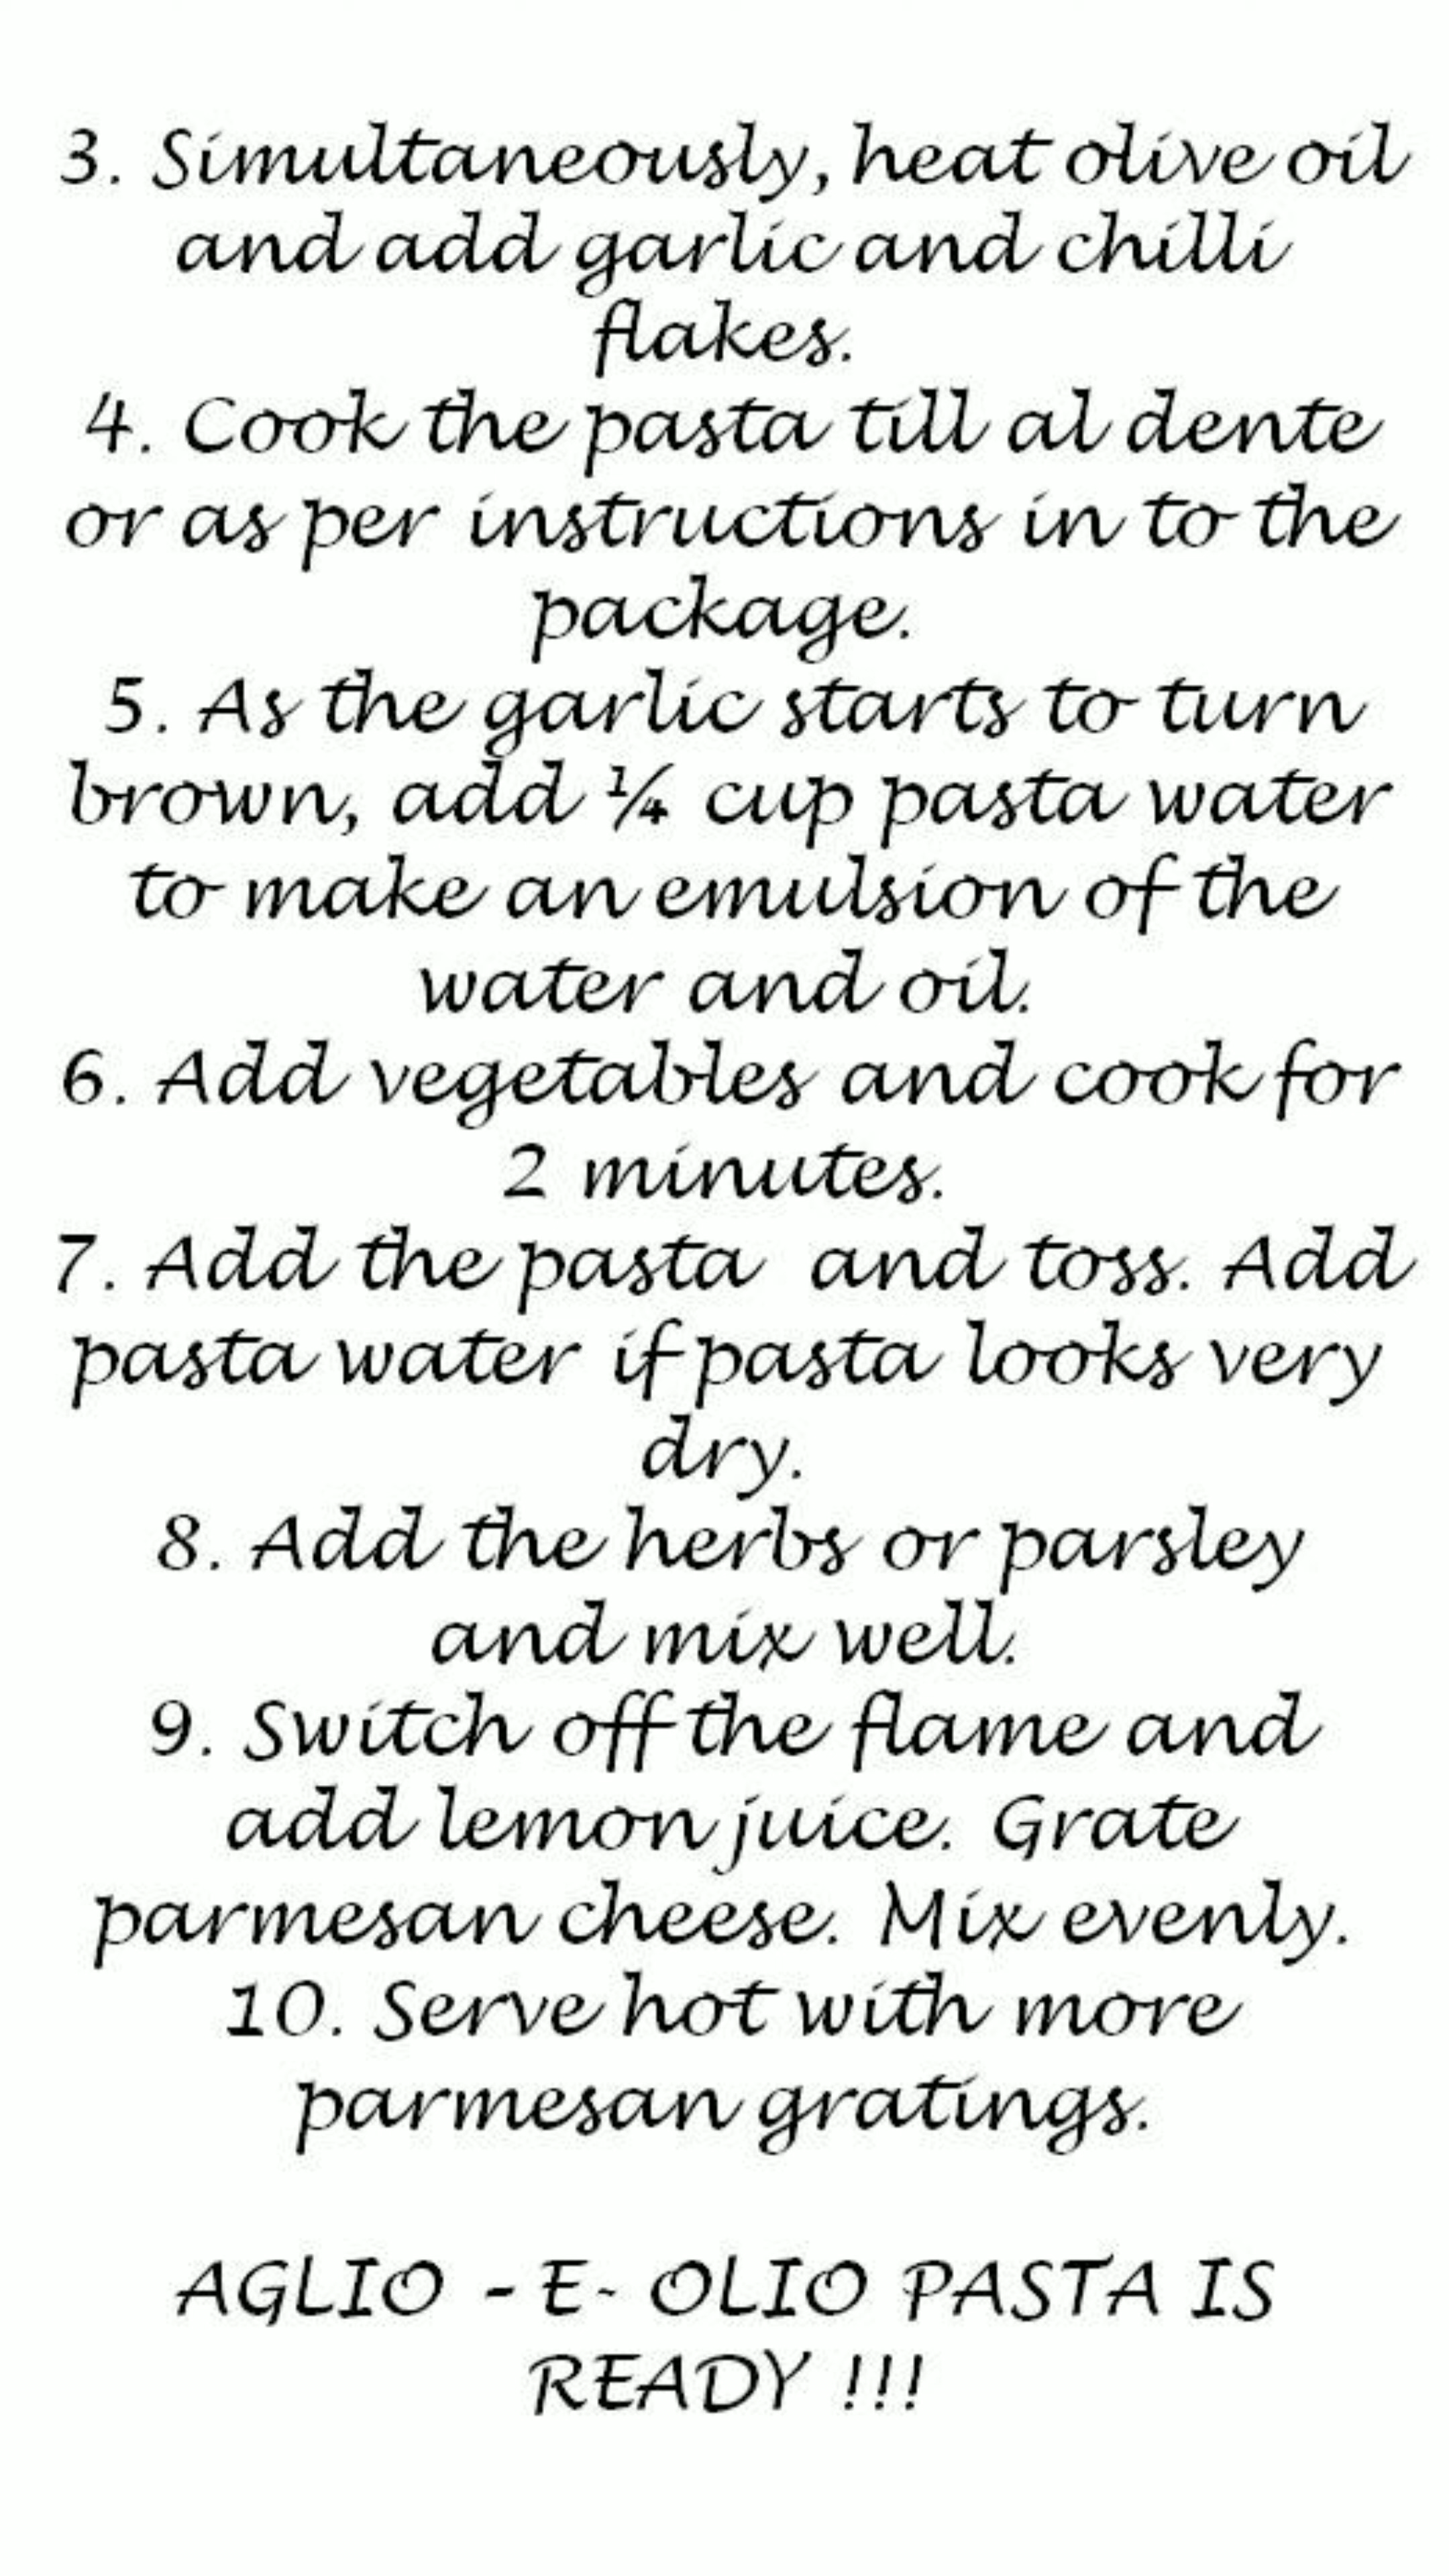 3. Simultaneously, heat olive oil
and add garlic and chilli
flakes.
4. Cook the pasta till al dente
or as per instructions in to the
package.
5. As the garlic starts to turn
brown, add ¼ cup pasta water
to make an emulsion of the
water and oil.
6. Add vegetables and cook for
2 minutes.
7. Add the pasta  and toss. Add
pasta water if pasta looks very
dry.
8. Add the herbs or parsley
and mix well.
9. Switch off the flame and
add lemon juice. Grate
parmesan cheese. Mix evenly.
10. Serve hot with more
parmesan gratings.
AGLIO - E- OLIO PASTA IS
READY !!!